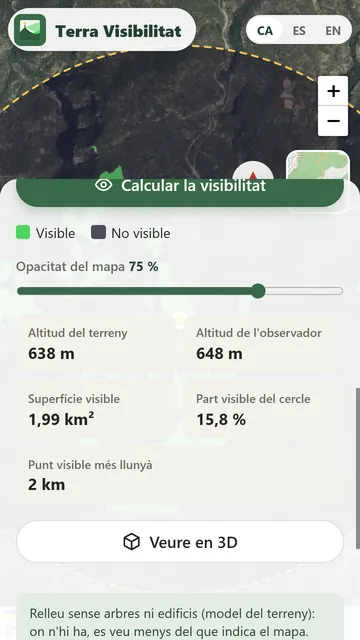 Terra Visibilitat
CA ES EN
+
−
Calcular la visibilitat
Visible No visible
Opacitat del mapa 75 %
Altitud del terreny
638 m
Altitud de l'observador
648 m
Superfície visible
1,99 km²
Part visible del cercle
15,8 %
Punt visible més llunyà
2 km
Veure en 3D
Relleu sense arbres ni edificis (model del terreny):
on n'hi ha, es veu menys del que indica el mapa.